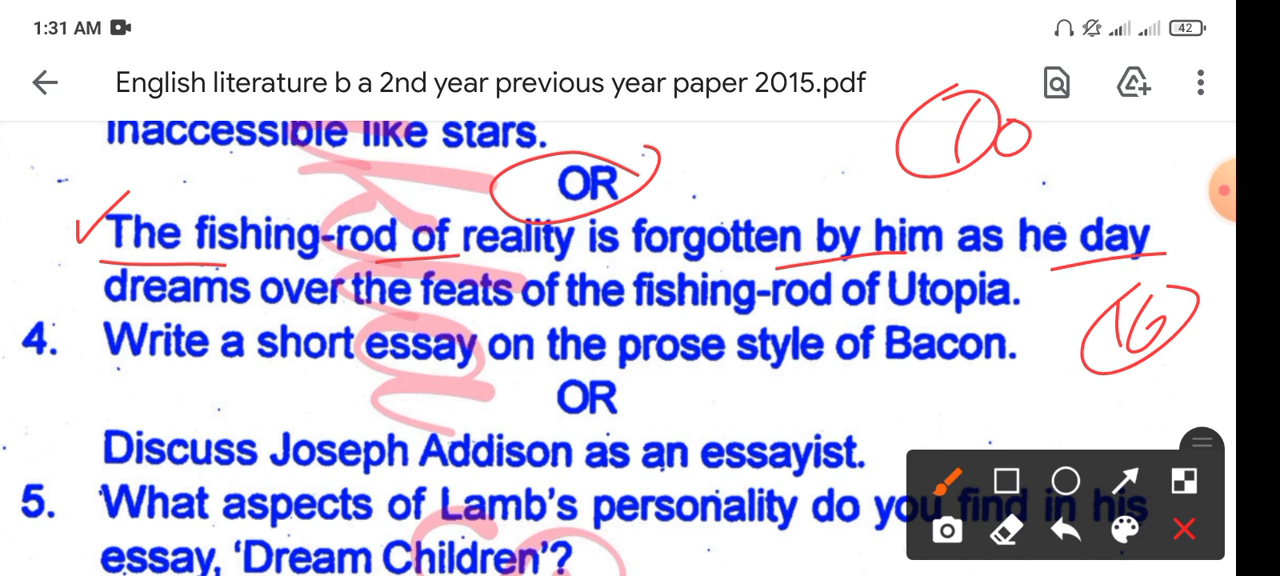 1:31 AM
42
English literature b a 2nd year previous year paper 2015.pdf
inaccessible like stars.
OR
10
The fishing-rod of reality is forgotten by him as he day
dreams over the feats of the fishing-rod of Utopia.
16
4. Write a short essay on the prose style of Bacon.
OR
Discuss Joseph Addison as an essayist.
5. What aspects of Lamb's personality do you find in his
essay, 'Dream Children'?